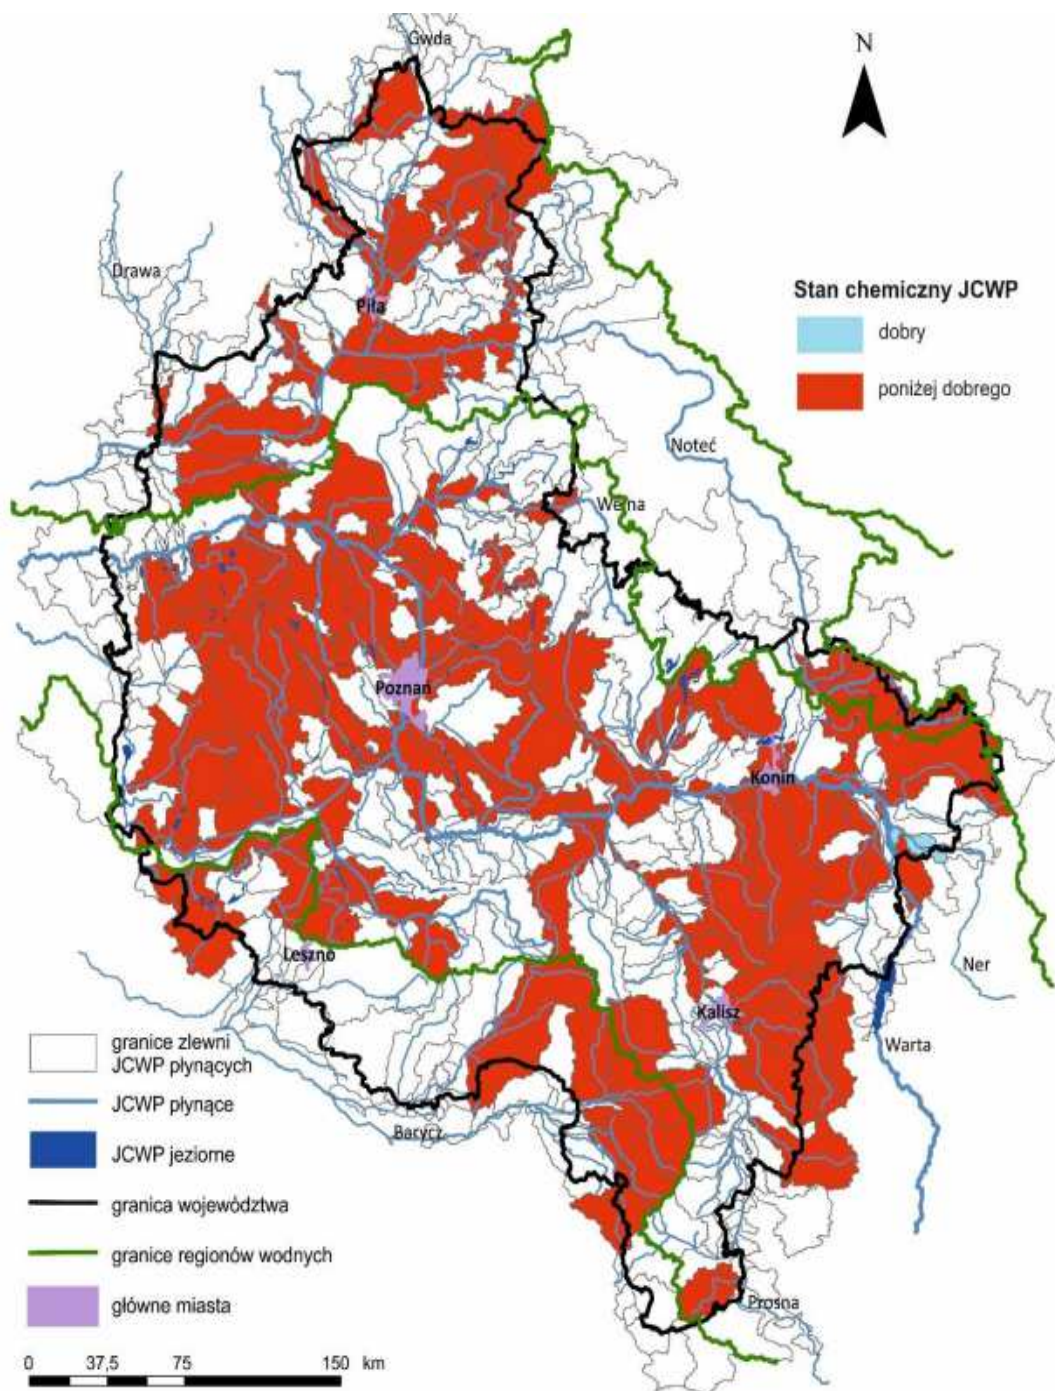 Gwda
N
Drawa
Piła
Stan chemiczny JCWP
dobry
poniżej dobrego
Noteć
Wełna
Poznań
Konin
Leszno
Ner
Kalisz
Warta
Barycz
Prosna
granice zlewni
JCWP płynących
JCWP płynące
JCWP jeziorne
granica województwa
granice regionów wodnych
główne miasta
0 37,5 75 150 km